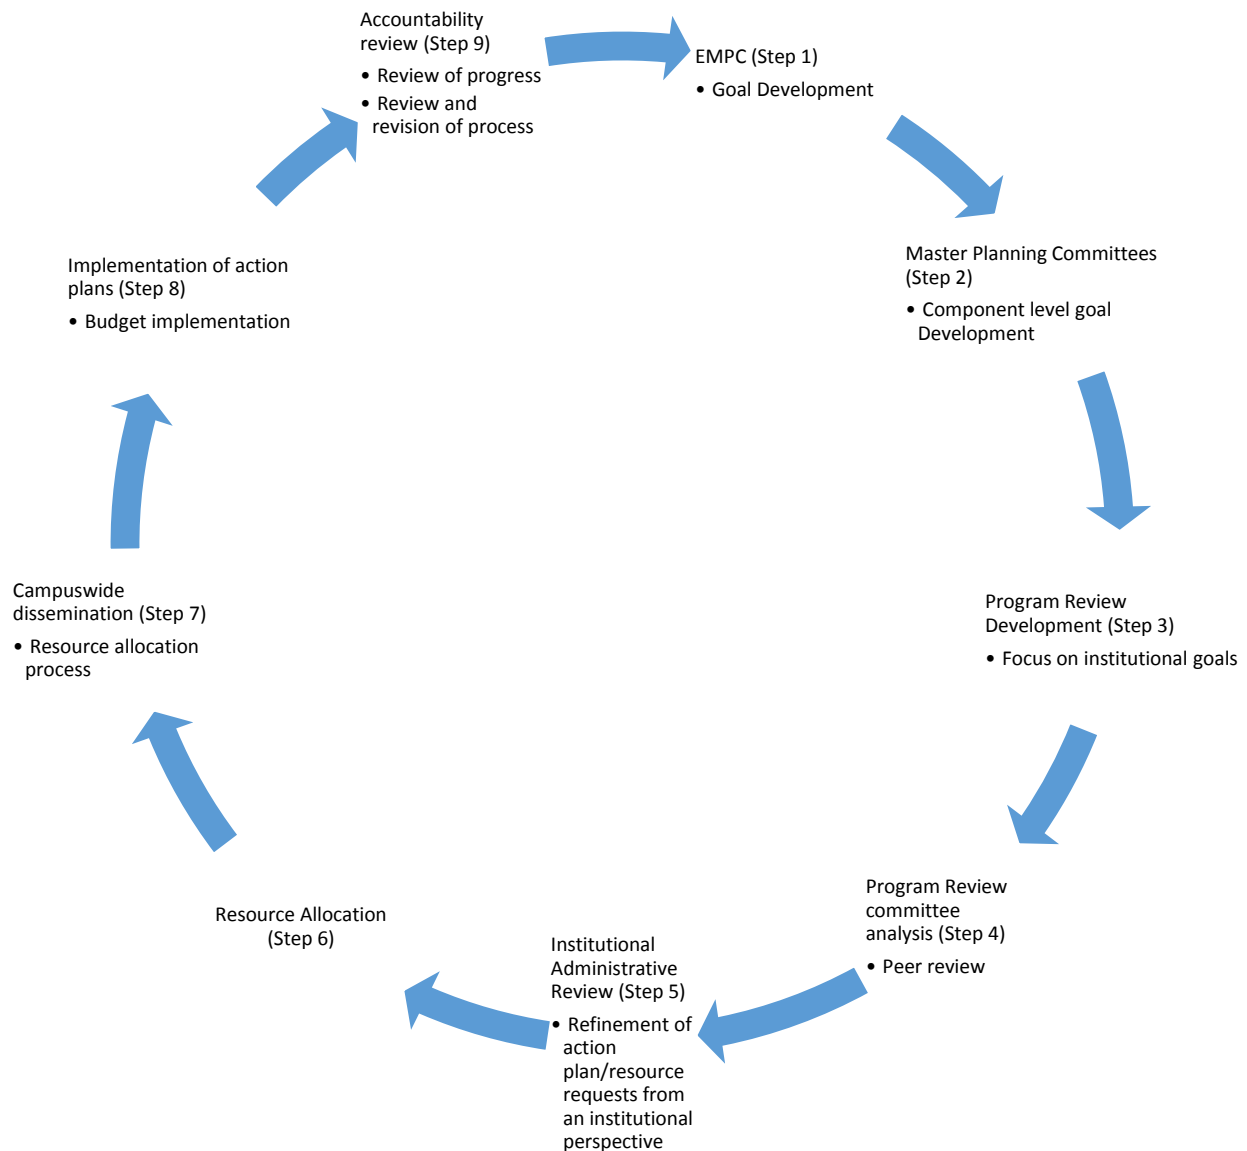 Accountability
review (Step 9)
• Review of progress
• Review and
revision of process
EMPC (Step 1)
• Goal Development
Master Planning Committees
(Step 2)
• Component level goal
Development
Program Review
Development (Step 3)
• Focus on institutional goals
Program Review
committee
analysis (Step 4)
• Peer review
Institutional
Administrative
Review (Step 5)
• Refinement of
action
plan/resource
requests from
an institutional
perspective
Resource Allocation
(Step 6)
Campuswide
dissemination (Step 7)
• Resource allocation
process
Implementation of action
plans (Step 8)
• Budget implementation